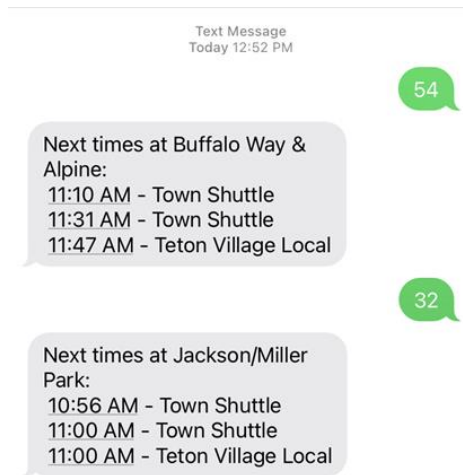 Text Message
Today 12:52 PM
54
Next times at Buffalo Way &
Alpine:
11:10 AM - Town Shuttle
11:31 AM - Town Shuttle
11:47 AM - Teton Village Local
32
Next times at Jackson/Miller
Park:
10:56 AM - Town Shuttle
11:00 AM - Town Shuttle
11:00 AM - Teton Village Local